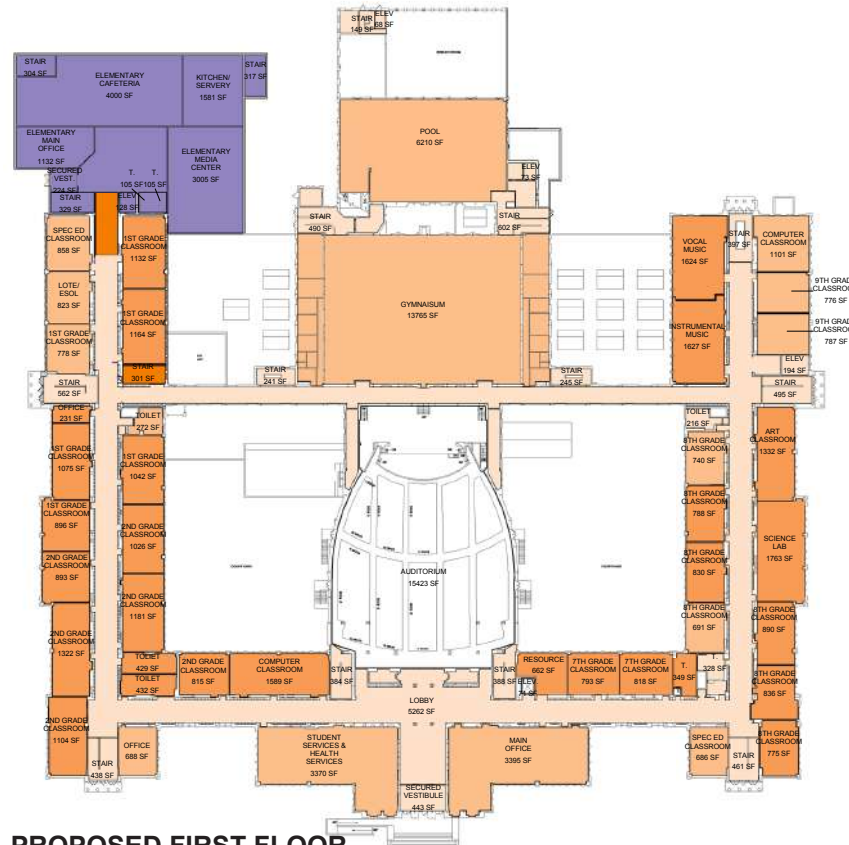 STAIR
149 SF
ELEV
68 SF
STAIR
304 SF
ELEMENTARY
CAFETERIA
4000 SF
KITCHEN/
SERVERY
1581 SF
STAIR
317 SF
ELEMENTARY
MAIN
OFFICE
1132 SF
ELEMENTARY
MEDIA
CENTER
3005 SF
POOL
6210 SF
SECURED
VEST.
224 SF
T.
105 SF
T.
105 SF
ELEV
73 SF
STAIR
329 SF
ELEV
128 SF
STAIR
490 SF
STAIR
602 SF
SPEC ED
CLASSROOM
858 SF
1ST GRADE
CLASSROOM
1132 SF
VOCAL
MUSIC
1624 SF
STAIR
397 SF
COMPUTER
CLASSROOM
1101 SF
LOTE/
ESOL
823 SF
1ST GRADE
CLASSROOM
1164 SF
GYMNAISUM
13765 SF
9TH GRADE
CLASSROOM
776 SF
1ST GRADE
CLASSROOM
778 SF
INSTRUMENTAL
MUSIC
1627 SF
9TH GRADE
CLASSROOM
787 SF
STAIR
301 SF
ELEV
194 SF
STAIR
562 SF
STAIR
241 SF
STAIR
245 SF
STAIR
495 SF
OFFICE
231 SF
TOILET
272 SF
TOILET
216 SF
1ST GRADE
CLASSROOM
1075 SF
1ST GRADE
CLASSROOM
1042 SF
8TH GRADE
CLASSROOM
740 SF
ART
CLASSROOM
1332 SF
1ST GRADE
CLASSROOM
896 SF
2ND GRADE
CLASSROOM
1026 SF
8TH GRADE
CLASSROOM
788 SF
SCIENCE
LAB
1763 SF
2ND GRADE
CLASSROOM
893 SF
2ND GRADE
CLASSROOM
1181 SF
AUDITORIUM
15423 SF
8TH GRADE
CLASSROOM
830 SF
2ND GRADE
CLASSROOM
1322 SF
8TH GRADE
CLASSROOM
691 SF
8TH GRADE
CLASSROOM
890 SF
TOLIET
429 SF
TOILET
432 SF
2ND GRADE
CLASSROOM
815 SF
COMPUTER
CLASSROOM
1589 SF
STAIR
384 SF
STAIR
388 SF
RESOURCE
662 SF
ELEV
74 SF
7TH GRADE
CLASSROOM
793 SF
7TH GRADE
CLASSROOM
818 SF
T.
349 SF
328 SF
8TH GRADE
CLASSROOM
836 SF
LOBBY
5262 SF
2ND GRADE
CLASSROOM
1104 SF
STAIR
438 SF
OFFICE
688 SF
STUDENT
SERVICES &
HEALTH
SERVICES
3370 SF
MAIN
OFFICE
3395 SF
SPEC ED
CLASSROOM
686 SF
STAIR
461 SF
8TH GRADE
CLASSROOM
775 SF
SECURED
VESTIBULE
443 SF
PROPOSED FIRST FLOOR